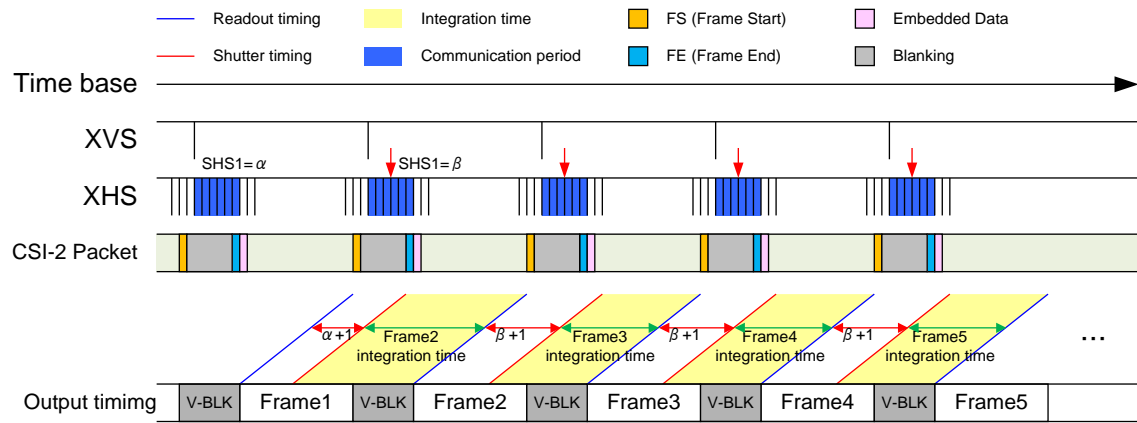 Readout timing
Integration time
FS (Frame Start)
Embedded Data
Shutter timing
Communication period
FE (Frame End)
Blanking
Time base
XVS
SHS1=α
SHS1=β
XHS
CSI-2 Packet
α+1
Frame2
integration time
β+1
Frame3
integration time
β+1
Frame4
integration time
β+1
Frame5
integration time
...
Output timimg
V-BLK
Frame1
V-BLK
Frame2
V-BLK
Frame3
V-BLK
Frame4
V-BLK
Frame5